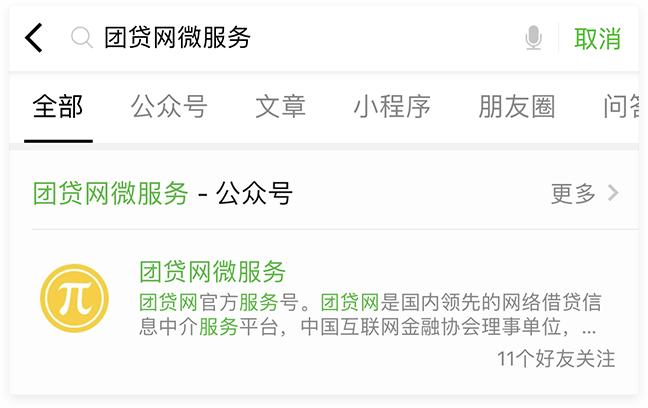 团贷网微服务 取消
全部 公众号 文章 小程序 朋友圈 问答
团贷网微服务 - 公众号 更多
团贷网微服务
团贷网官方服务号。团贷网是国内领先的网络借贷信
息中介服务平台，中国互联网金融协会理事单位，...
11个好友关注